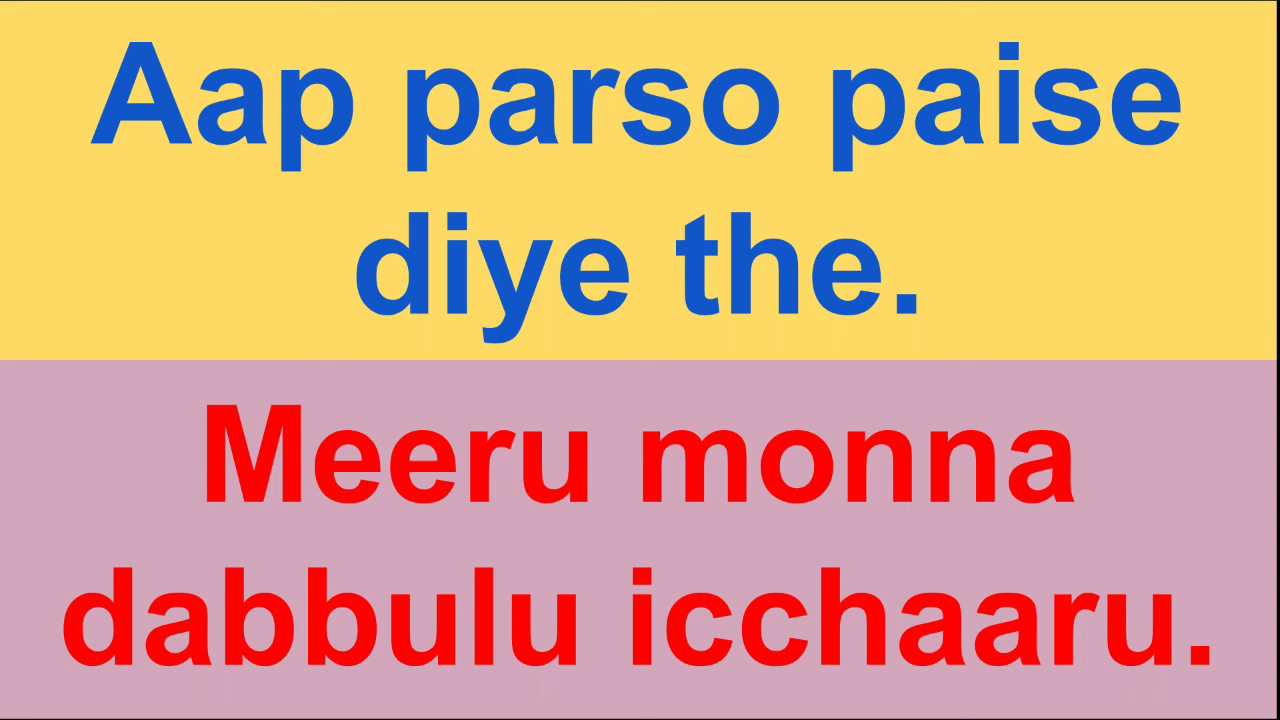 Aap parso paise
diye the.
Meeru monna
dabbulu icchaaru.